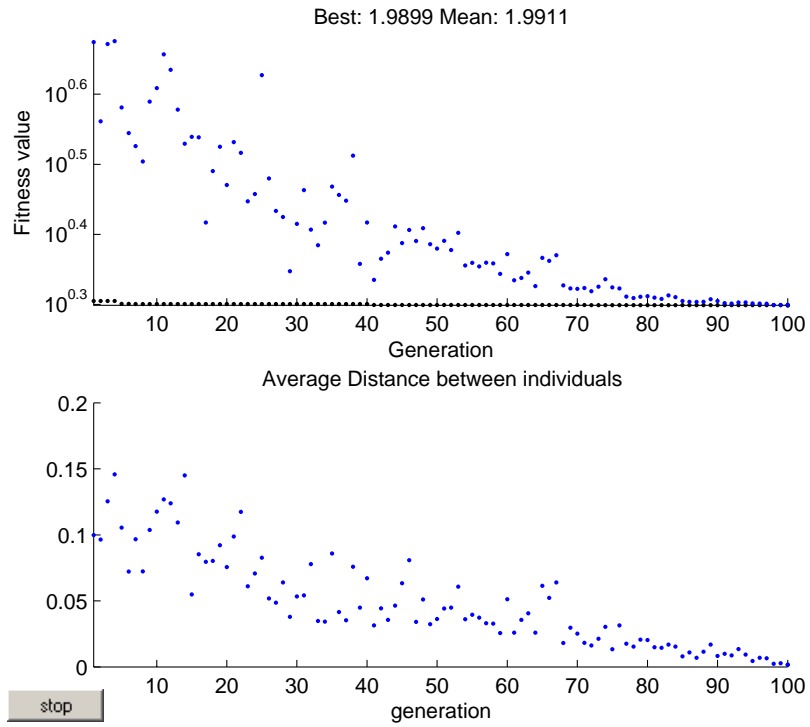 Best: 1.9899 Mean: 1.9911
Fitness value
10^0.6
10^0.5
10^0.4
10^0.3
10 20 30 40 50 60 70 80 90 100
Generation
Average Distance between individuals
0.2
0.15
0.1
0.05
0
10 20 30 40 50 60 70 80 90 100
generation
stop